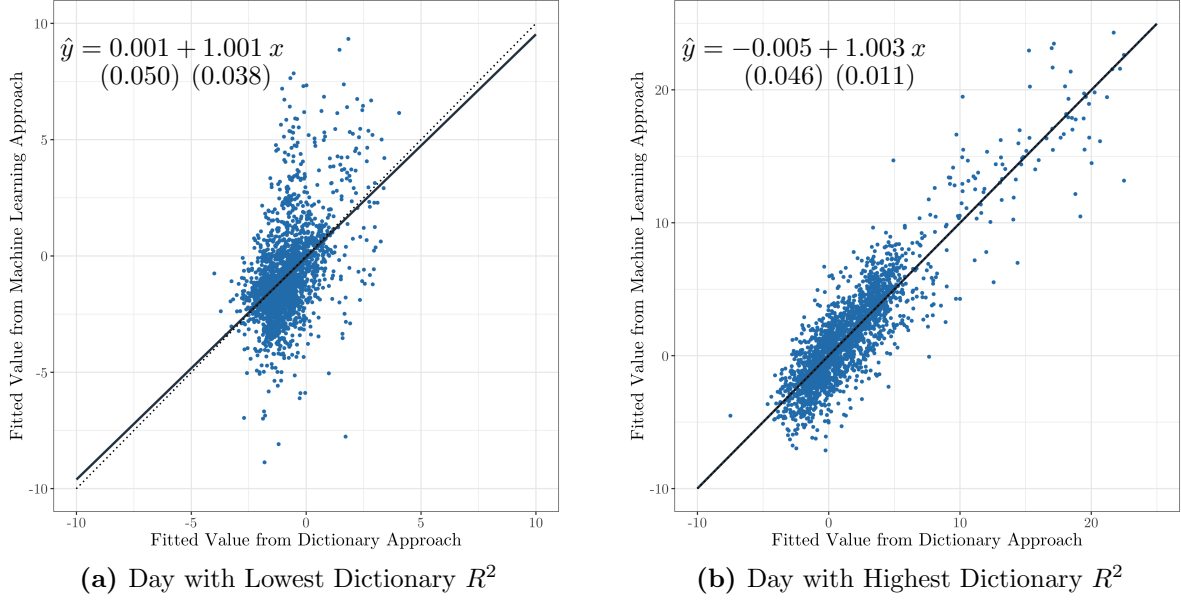 ŷ = 0.001 + 1.001 x
(0.050) (0.038)
10
5
0
-5
-10
-10 -5 0 5 10
Fitted Value from Machine Learning Approach
Fitted Value from Dictionary Approach
(a) Day with Lowest Dictionary R²
ŷ = −0.005 + 1.003 x
(0.046) (0.011)
20
10
0
-10
-10 0 10 20
Fitted Value from Machine Learning Approach
Fitted Value from Dictionary Approach
(b) Day with Highest Dictionary R²